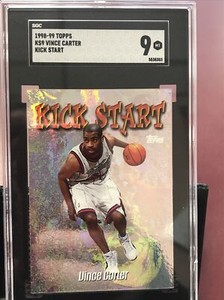 SGC
1998-99 TOPPS
KS9 VINCE CARTER
KICK START
9
KICK START
Topps
Vince Carter